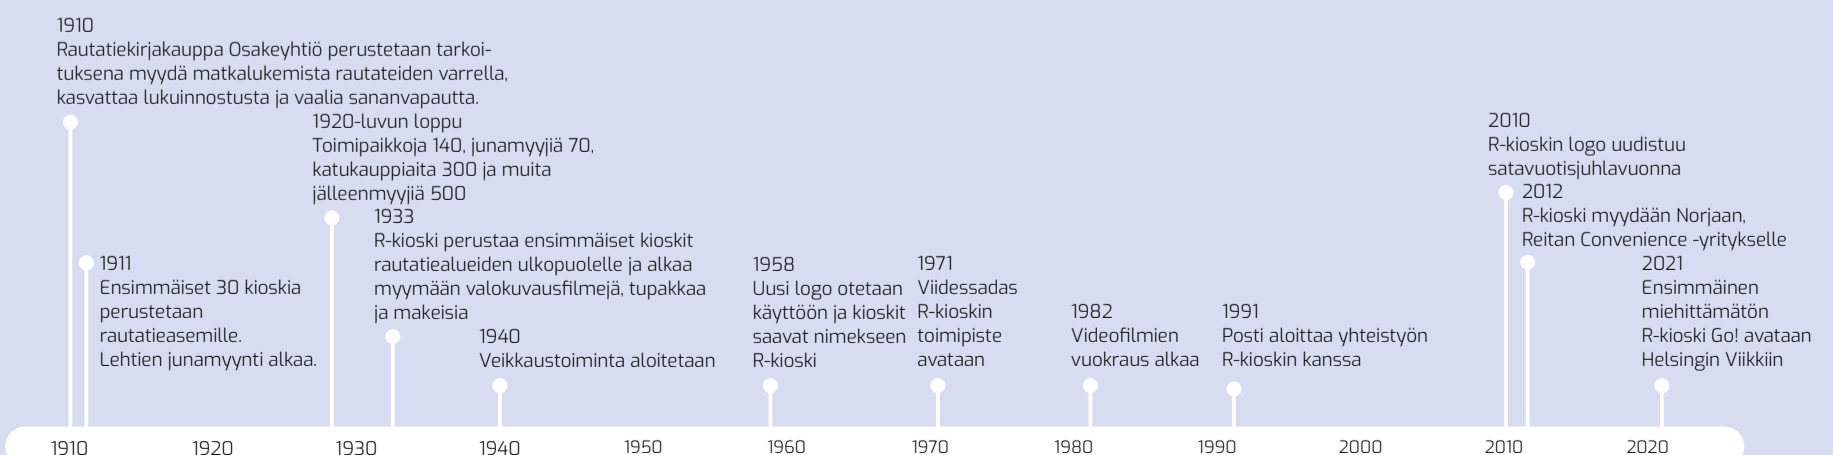 1910
Rautatiekirjakauppa Osakeyhtiö perustetaan tarkoi-
tuksena myydä matkalukemista rautateiden varrella,
kasvattaa lukuinnostusta ja vaalia sananvapautta.
1911
Ensimmäiset 30 kioskia
perustetaan
rautatieasemille.
Lehtien junamyynti alkaa.
1920-luvun loppu
Toimipaikkoja 140, junamyyjiä 70,
katukauppiaita 300 ja muita
jälleenmyyjiä 500
1933
R-kioski perustaa ensimmäiset kioskit
rautatiealueiden ulkopuolelle ja alkaa
myymään valokuvausfilmejä, tupakkaa
ja makeisia
1940
Veikkaustoiminta aloitetaan
1958
Uusi logo otetaan
käyttöön ja kioskit
saavat nimekseen
R-kioski
1971
Viidessadas
R-kioskin
toimipiste
avataan
1982
Videofilmien
vuokraus alkaa
1991
Posti aloittaa yhteistyön
R-kioskin kanssa
2010
R-kioskin logo uudistuu
satavuotisjuhlavuonna
2012
R-kioski myydään Norjaan,
Reitan Convenience -yritykselle
2021
Ensimmäinen
miehittämätön
R-kioski Go! avataan
Helsingin Viikkiin
1910
1920
1930
1940
1950
1960
1970
1980
1990
2000
2010
2020